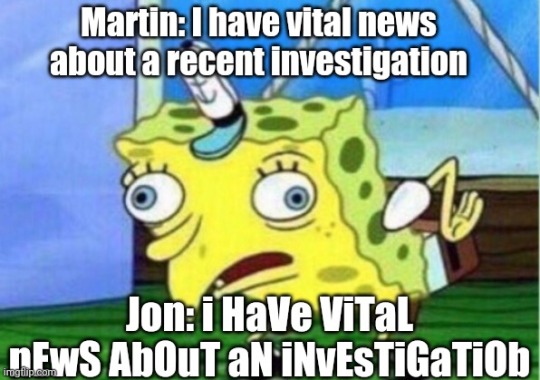 Martin: I have vital news
about a recent investigation
Jon: i HaVe ViTaL
nEwS AbOuT aN iNvEsTiGaTiOb
imgflip.com